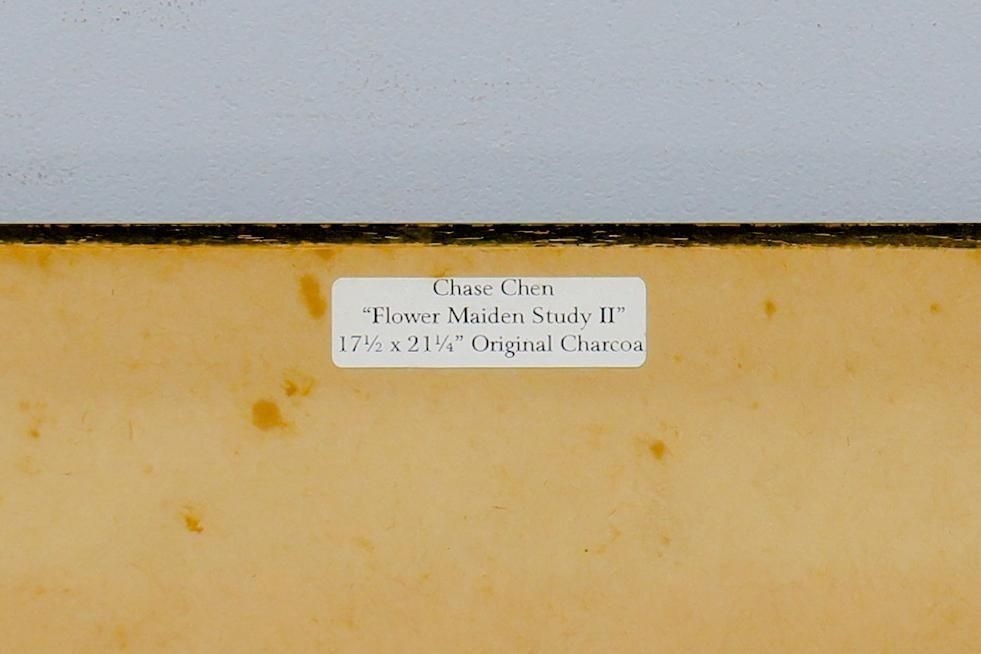 Chase Chen
“Flower Maiden Study II”
17½ x 21¼” Original Charcoa